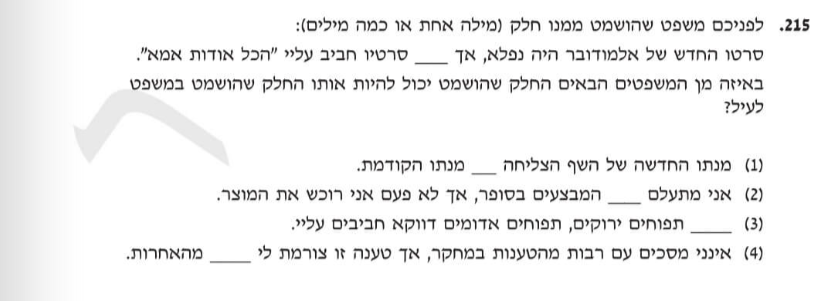 215. לפניכם משפט שהושמט ממנו חלק (מילה אחת או כמה מילים):
סרטו החדש של אלמודובר היה נפלא, אך ____ סרטיו חביב עליי "הכל אודות אמא".
באיזה מן המשפטים הבאים החלק שהושמט יכול להיות אותו החלק שהושמט במשפט
לעיל?
(1) מנתו החדשה של השף הצליחה ___ מנתו הקודמת.
(2) אני מתעלם ____ המבצעים בסופר, אך לא פעם אני רוכש את המוצר.
(3) _____ תפוחים ירוקים, תפוחים אדומים דווקא חביבים עליי.
(4) אינני מסכים עם רבות מהטענות במחקר, אך טענה זו צורמת לי _____ מהאחרות.